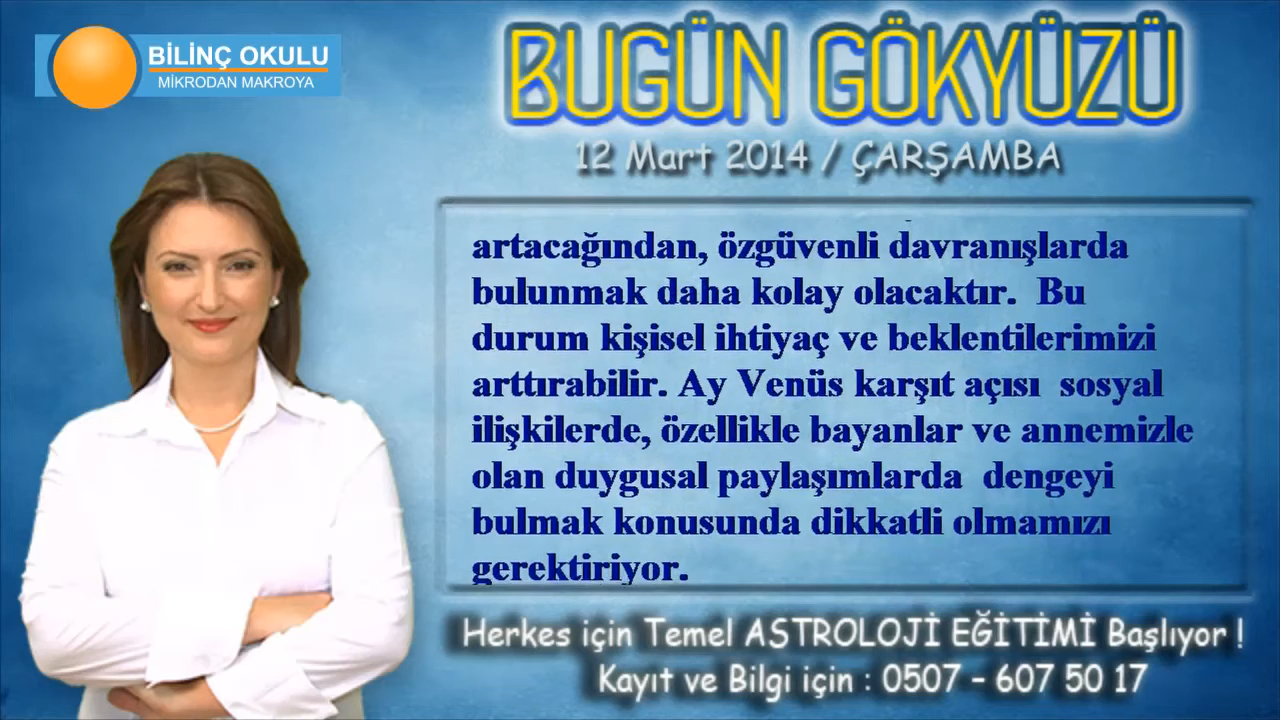 BİLİNÇ OKULU
MİKRODAN MAKROYA
BUGÜN GÖKYÜZÜ
12 Mart 2014 / ÇARŞAMBA
artacağından, özgüvenli davranışlarda
bulunmak daha kolay olacaktır. Bu
durum kişisel ihtiyaç ve beklentilerimizi
arttırabilir. Ay Venüs karşıt açısı sosyal
ilişkilerde, özellikle bayanlar ve annemizle
olan duygusal paylaşımlarda dengeyi
bulmak konusunda dikkatli olmamızı
gerektiriyor.
Herkes için Temel ASTROLOJİ EĞİTİMİ Başlıyor !
Kayıt ve Bilgi için : 0507 – 607 50 17